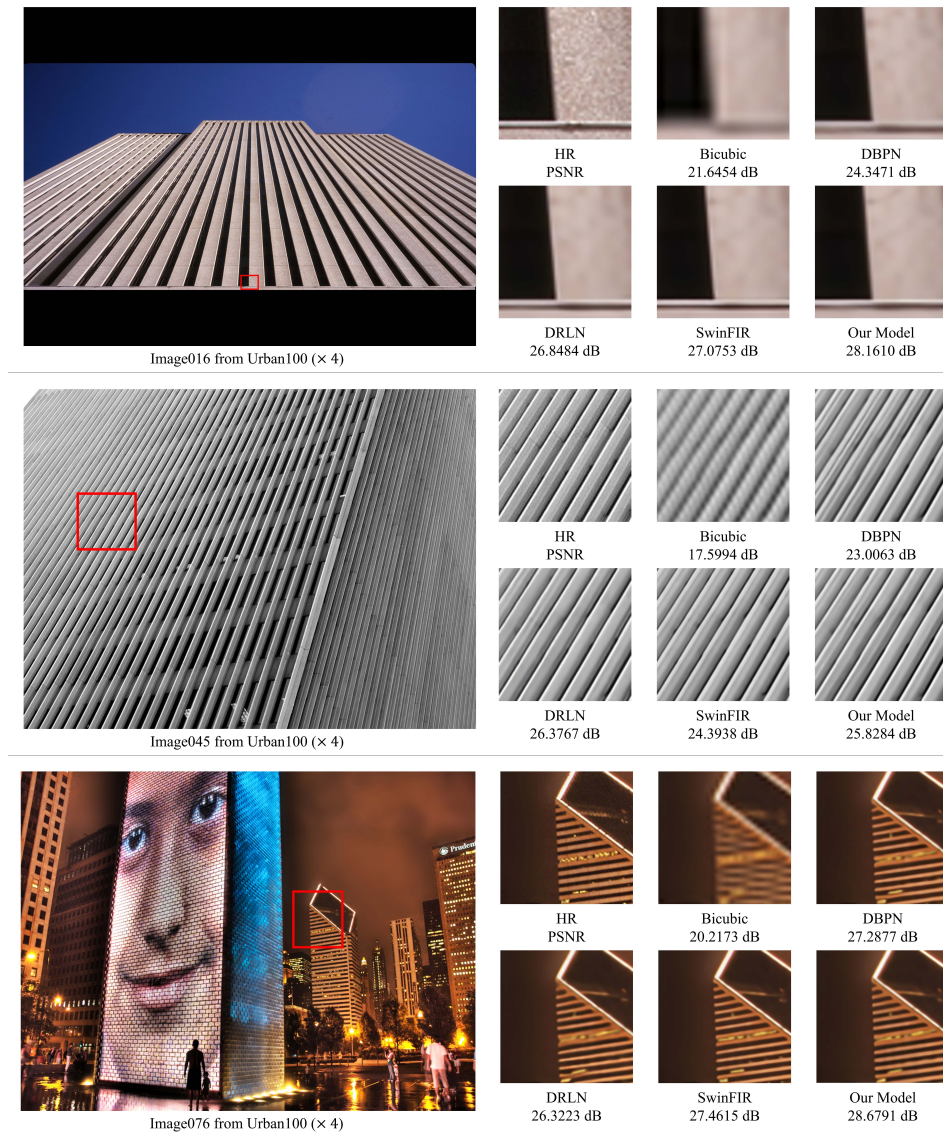 HR
PSNR
Bicubic
21.6454 dB
DBPN
24.3471 dB
DRLN
26.8484 dB
SwinFIR
27.0753 dB
Our Model
28.1610 dB
Image016 from Urban100 (× 4)
HR
PSNR
Bicubic
17.5994 dB
DBPN
23.0063 dB
DRLN
26.3767 dB
SwinFIR
24.3938 dB
Our Model
25.8284 dB
Image045 from Urban100 (× 4)
Pruden
HR
PSNR
Bicubic
20.2173 dB
DBPN
27.2877 dB
DRLN
26.3223 dB
SwinFIR
27.4615 dB
Our Model
28.6791 dB
Image076 from Urban100 (× 4)